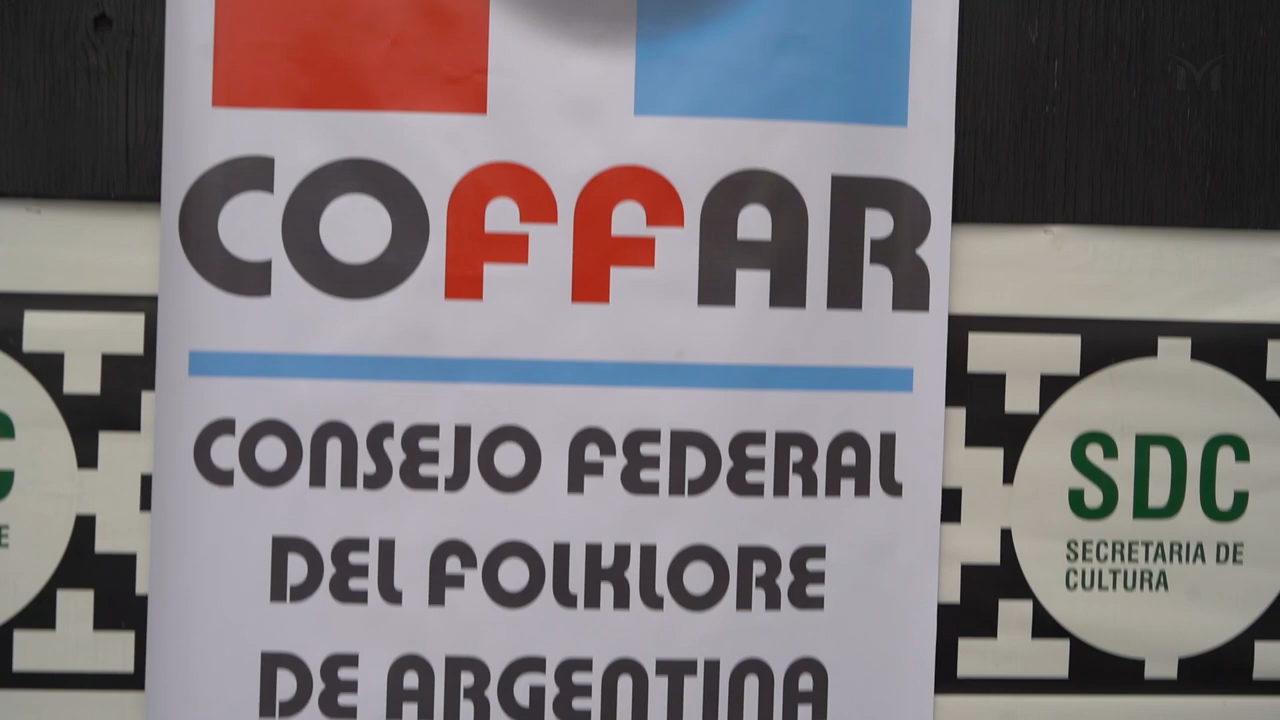 COFFAR
CONSEJO FEDERAL
DEL FOLKLORE
DE ARGENTINA
SDC
SECRETARIA DE
CULTURA
C
E
M